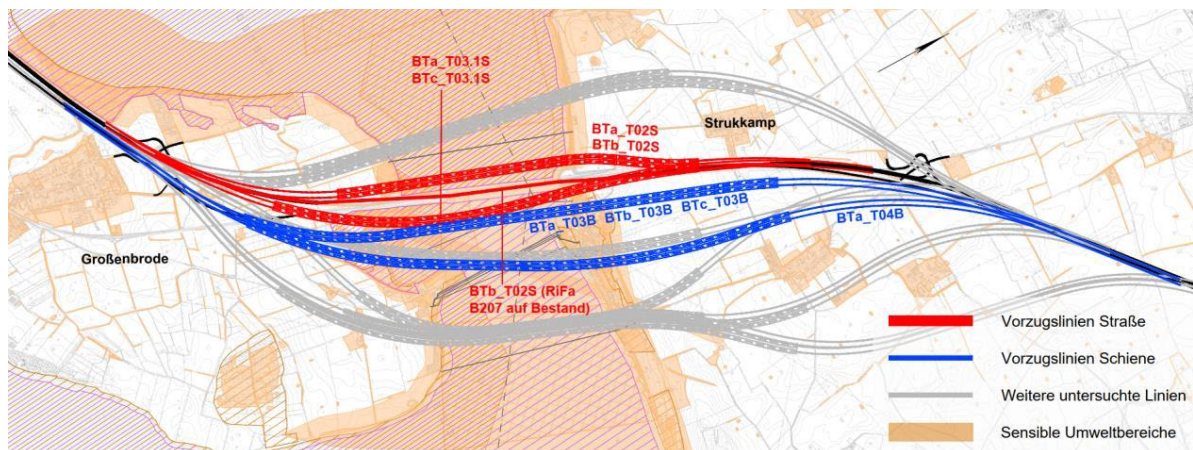 BTa_T03.1S
BTc_T03.1S
Strukkamp
BTa_T02S
BTb_T02S
BTa_T03B BTb_T03B BTc_T03B
BTa_T04B
Großenbrode
BTb_T02S (RiFa
B207 auf Bestand)
Vorzugslinien Straße
Vorzugslinien Schiene
Weitere untersuchte Linien
Sensible Umweltbereiche